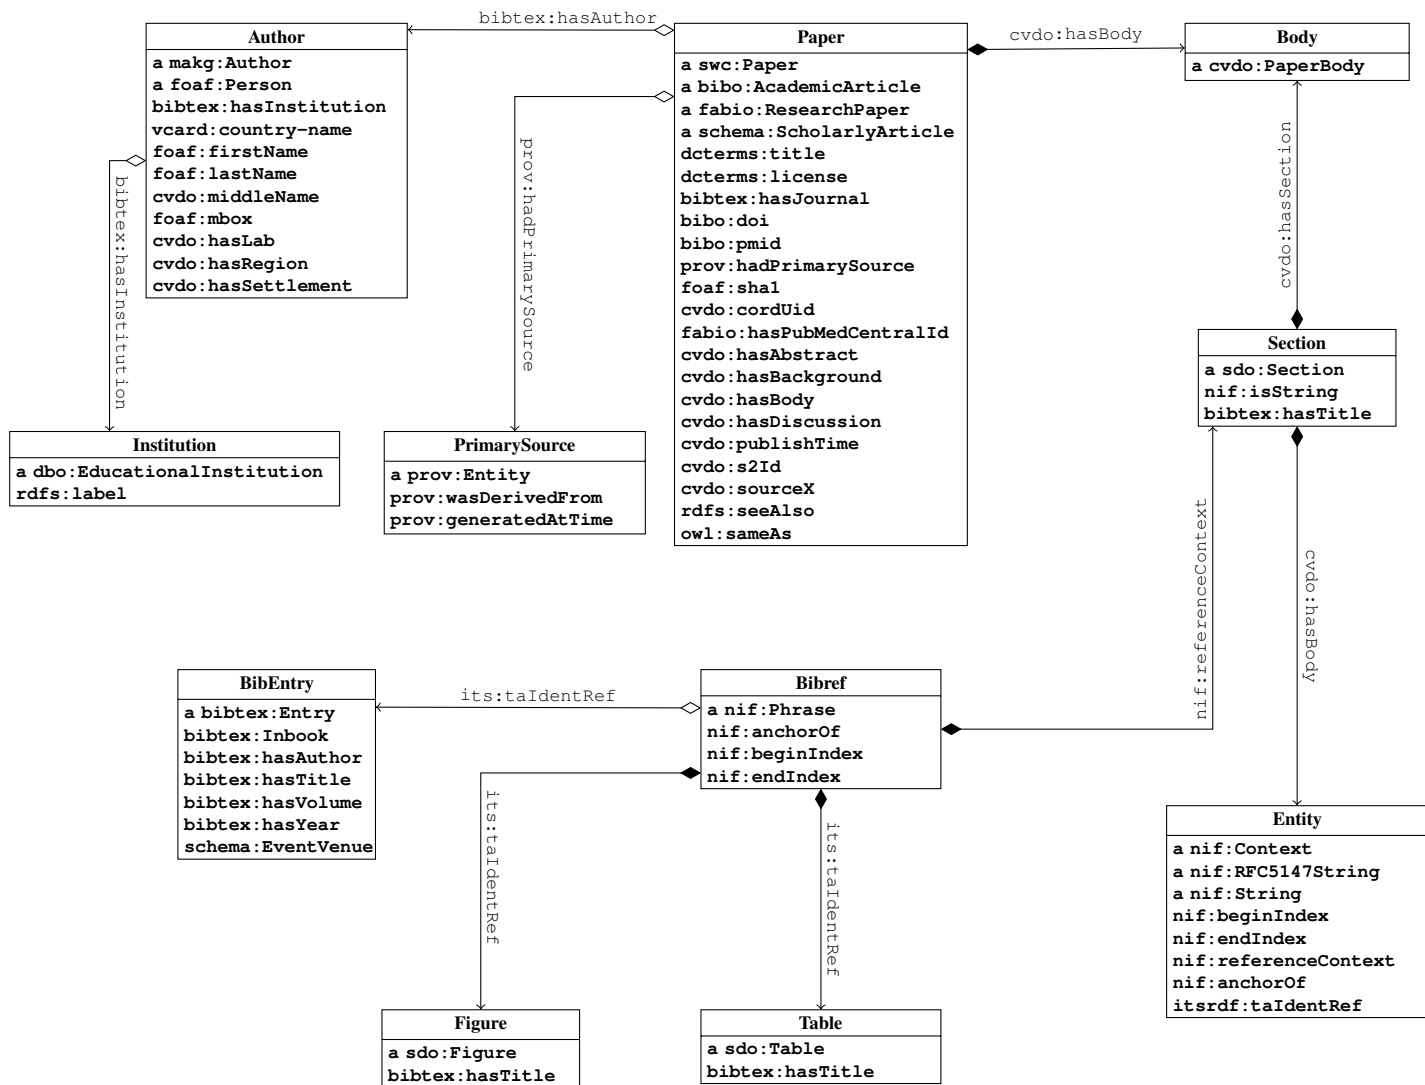 bibtex:hasAuthor
Author
a makg:Author
a foaf:Person
bibtex:hasInstitution
vcard:country-name
foaf:firstName
foaf:lastName
cvdo:middleName
foaf:mbox
cvdo:hasLab
cvdo:hasRegion
cvdo:hasSettlement
Paper
a swc:Paper
a bibo:AcademicArticle
a fabio:ResearchPaper
a schema:ScholarlyArticle
dcterms:title
dcterms:license
bibtex:hasJournal
bibo:doi
bibo:pmid
prov:hadPrimarySource
foaf:sha1
cvdo:cordUid
fabio:hasPubMedCentralId
cvdo:hasAbstract
cvdo:hasBackground
cvdo:hasBody
cvdo:hasDiscussion
cvdo:publishTime
cvdo:s2Id
cvdo:sourceX
rdfs:seeAlso
owl:sameAs
cvdo:hasBody
Body
a cvdo:PaperBody
bibtex:hasInstitution
prov:hadPrimarySource
cvdo:hasSection
Institution
a dbo:EducationalInstitution
rdfs:label
PrimarySource
a prov:Entity
prov:wasDerivedFrom
prov:generatedAtTime
Section
a sdo:Section
nif:isString
bibtex:hasTitle
nif:referenceContext
cvdo:hasBody
BibEntry
a bibtex:Entry
bibtex:Inbook
bibtex:hasAuthor
bibtex:hasTitle
bibtex:hasVolume
bibtex:hasYear
schema:EventVenue
its:taIdentRef
Bibref
a nif:Phrase
nif:anchorOf
nif:beginIndex
nif:endIndex
its:taIdentRef
its:taIdentRef
Entity
a nif:Context
a nif:RFC5147String
a nif:String
nif:beginIndex
nif:endIndex
nif:referenceContext
nif:anchorOf
itsrdf:taIdentRef
Figure
a sdo:Figure
bibtex:hasTitle
Table
a sdo:Table
bibtex:hasTitle